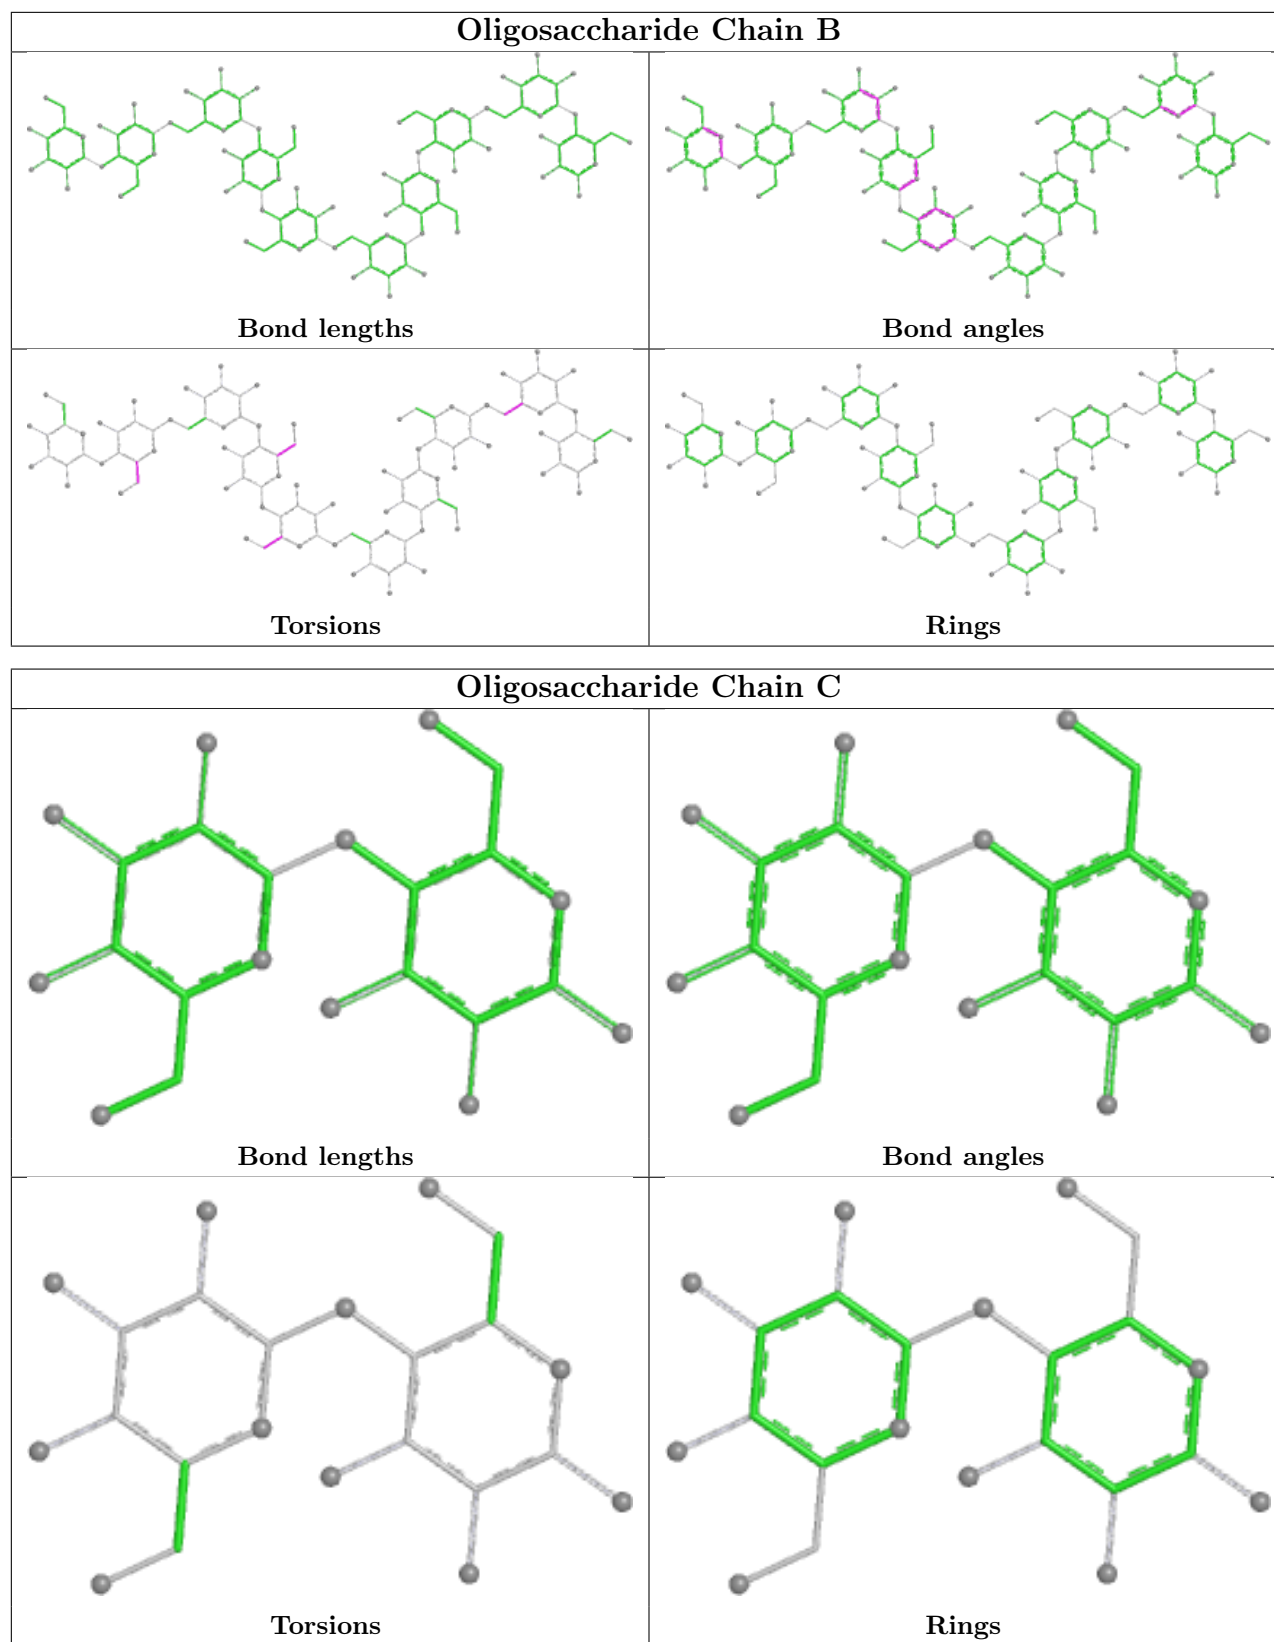 Oligosaccharide Chain B
Bond lengths
Bond angles
Torsions
Rings
Oligosaccharide Chain C
Bond lengths
Bond angles
Torsions
Rings